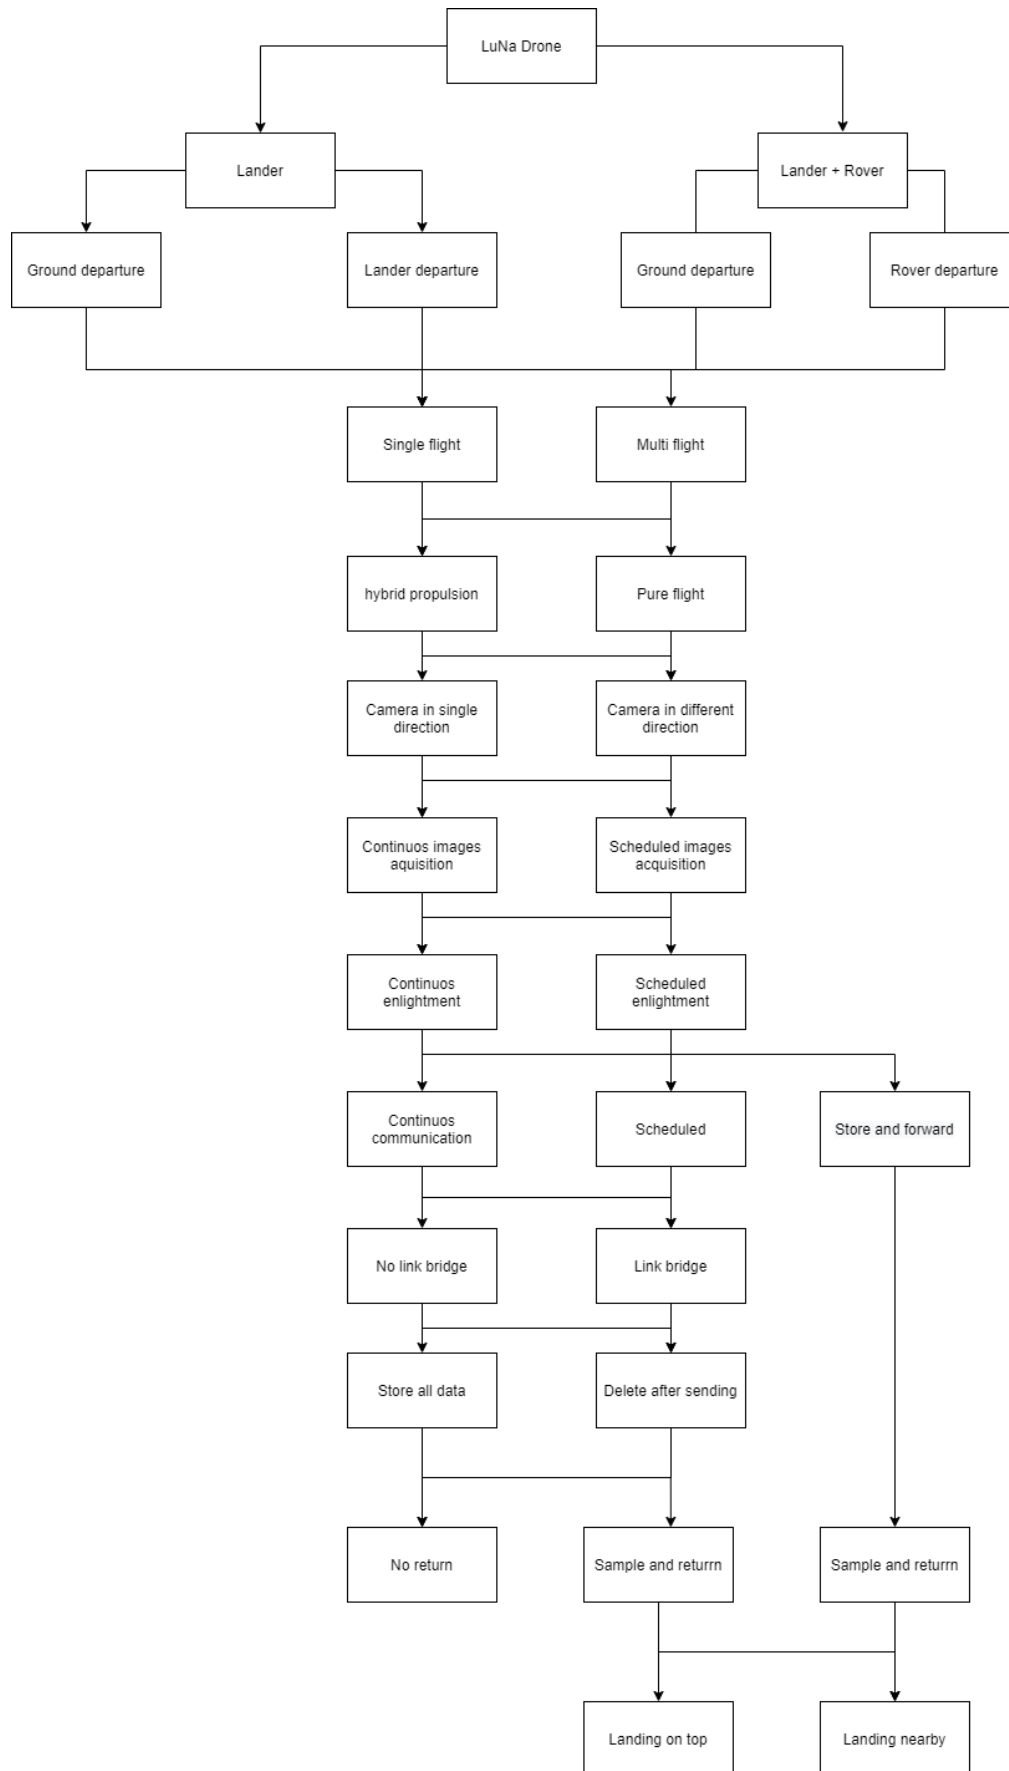 LuNa Drone
Lander
Lander + Rover
Ground departure
Lander departure
Ground departure
Rover departure
Single flight
Multi flight
hybrid propulsion
Pure flight
Camera in single
direction
Camera in different
direction
Continuos images
aquisition
Scheduled images
acquisition
Continuos
enlightment
Scheduled
enlightment
Continuos
communication
Scheduled
Store and forward
No link bridge
Link bridge
Store all data
Delete after sending
No return
Sample and returrn
Sample and returrn
Landing on top
Landing nearby